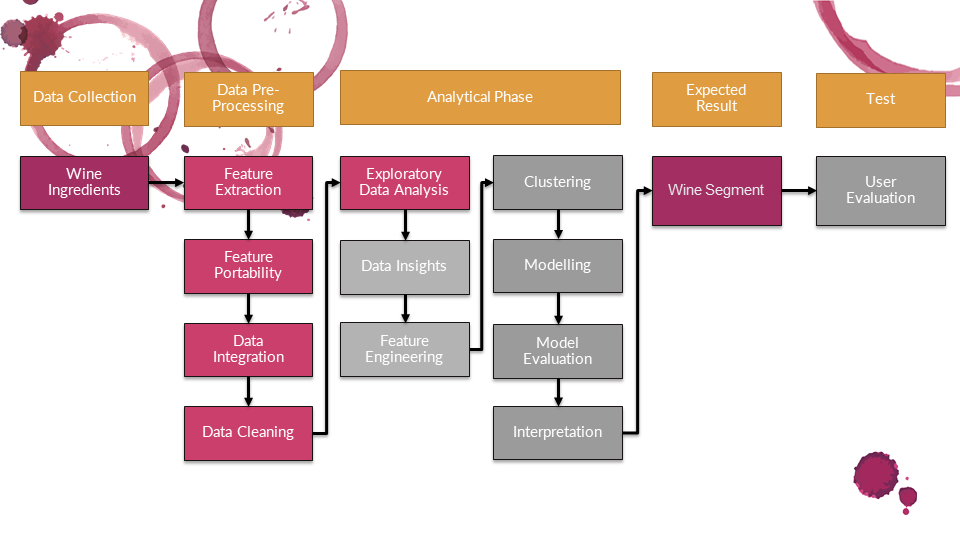 Data Collection
Data Pre-
Processing
Analytical Phase
Expected
Result
Test
Wine
Ingredients
Feature
Extraction
Feature
Portability
Data
Integration
Data Cleaning
Exploratory
Data Analysis
Data Insights
Feature
Engineering
Clustering
Modelling
Model
Evaluation
Interpretation
Wine Segment
User
Evaluation